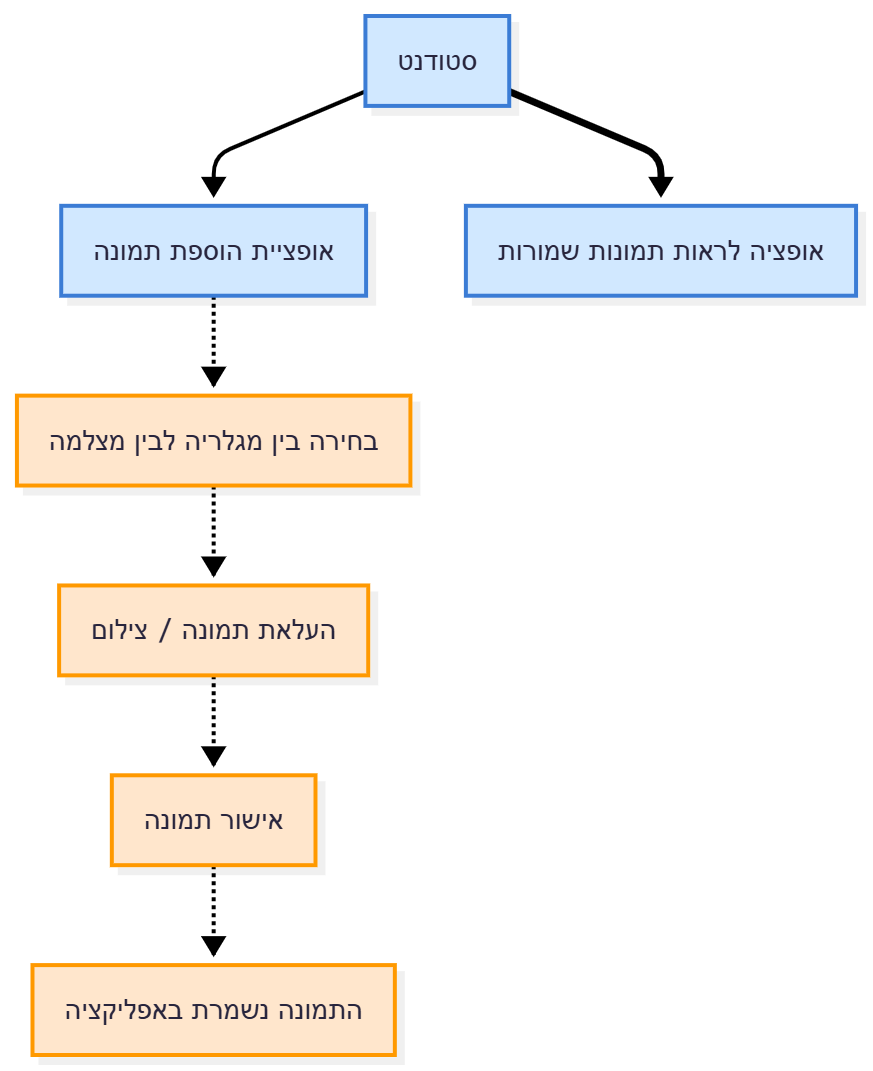 סטודנט
אופציית הוספת תמונה
אופציה לראות תמונות שמורות
בחירה בין מגלריה לבין מצלמה
העלאת תמונה / צילום
אישור תמונה
התמונה נשמרת באפליקציה